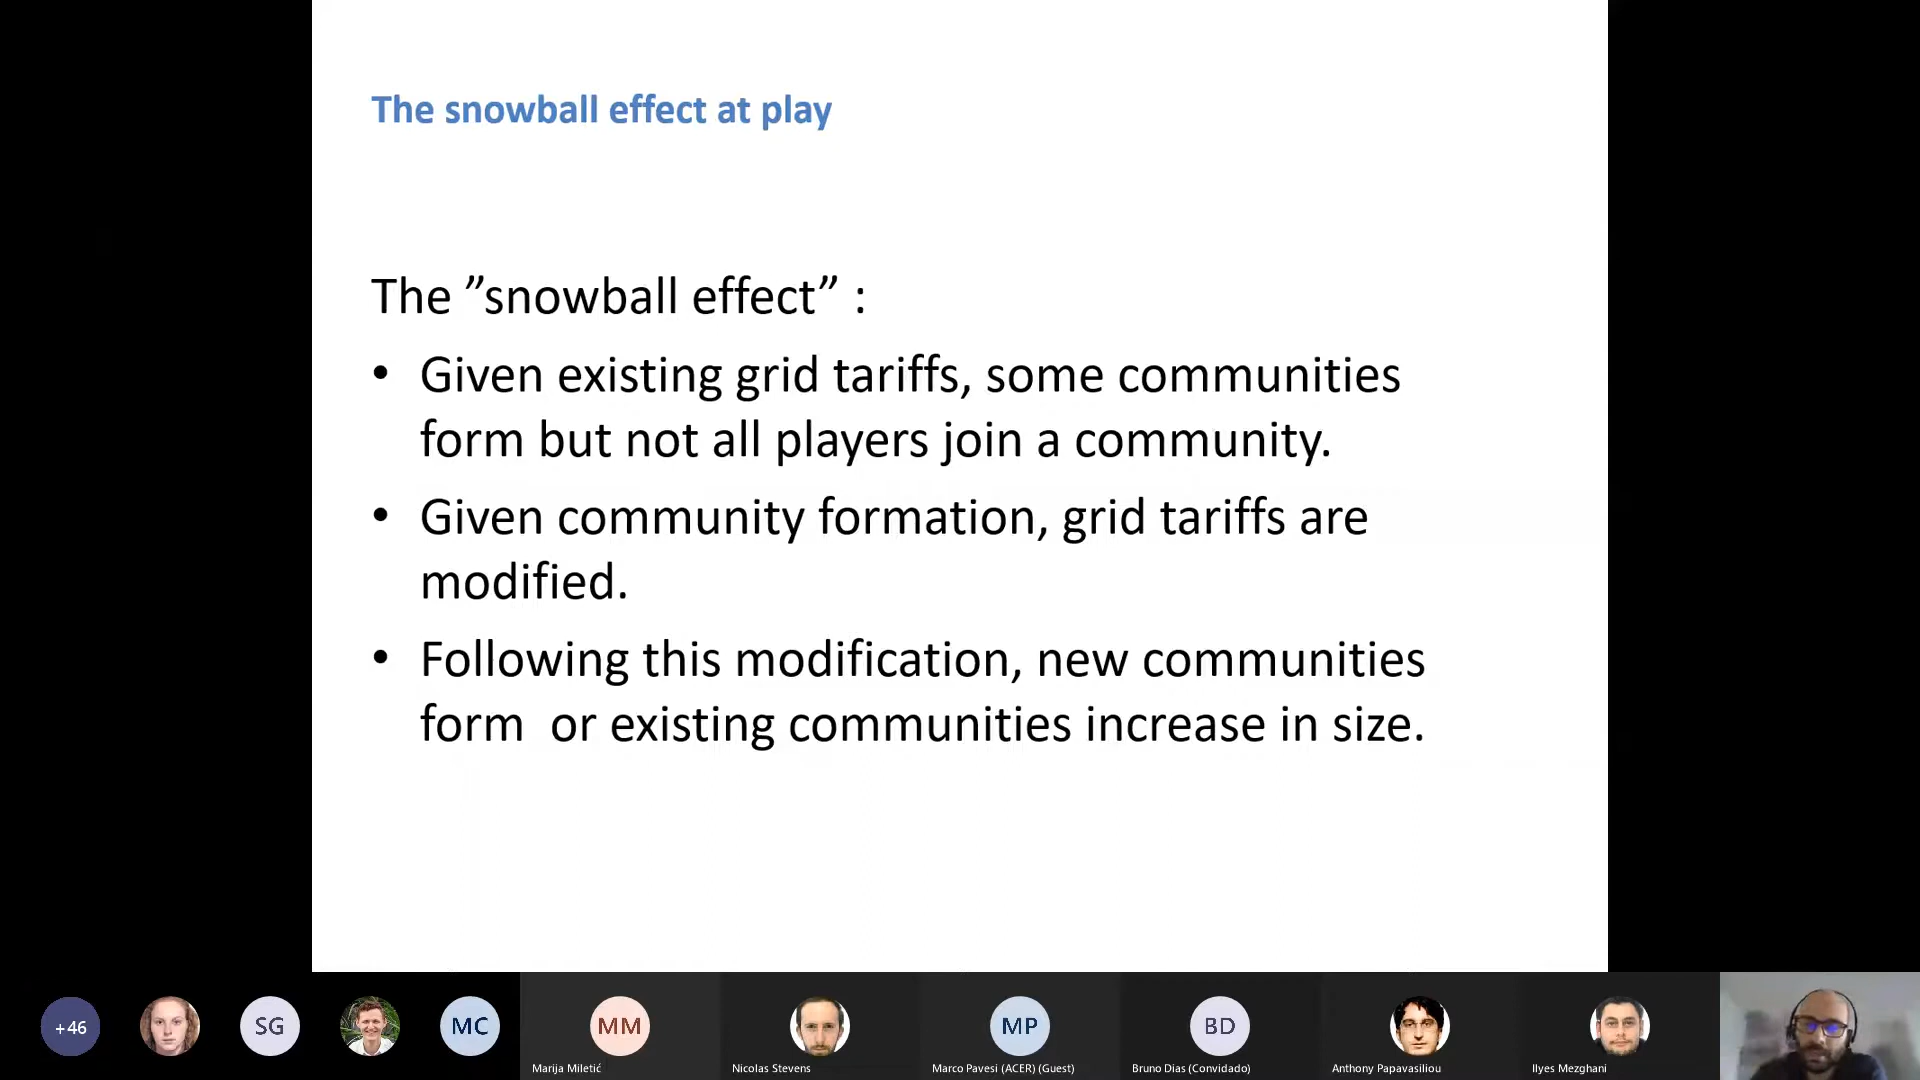 The snowball effect at play
The ”snowball effect” :
• Given existing grid tariffs, some communities
form but not all players join a community.
• Given community formation, grid tariffs are
modified.
• Following this modification, new communities
form  or existing communities increase in size.
+46
SG
MC
MM
MP
BD
Marija Miletić
Nicolas Stevens
Marco Pavesi (ACER) (Guest)
Bruno Dias (Convidado)
Anthony Papavasiliou
Ilyes Mezghani